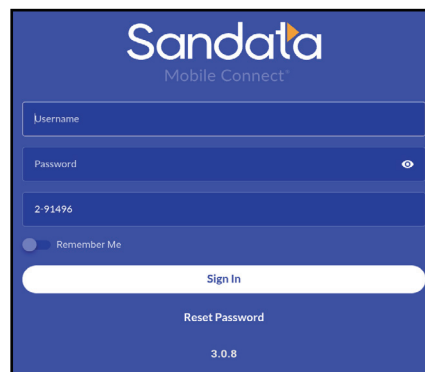 Sandata
Mobile Connect
Username
Password
2-91496
Remember Me
Sign In
Reset Password
3.0.8